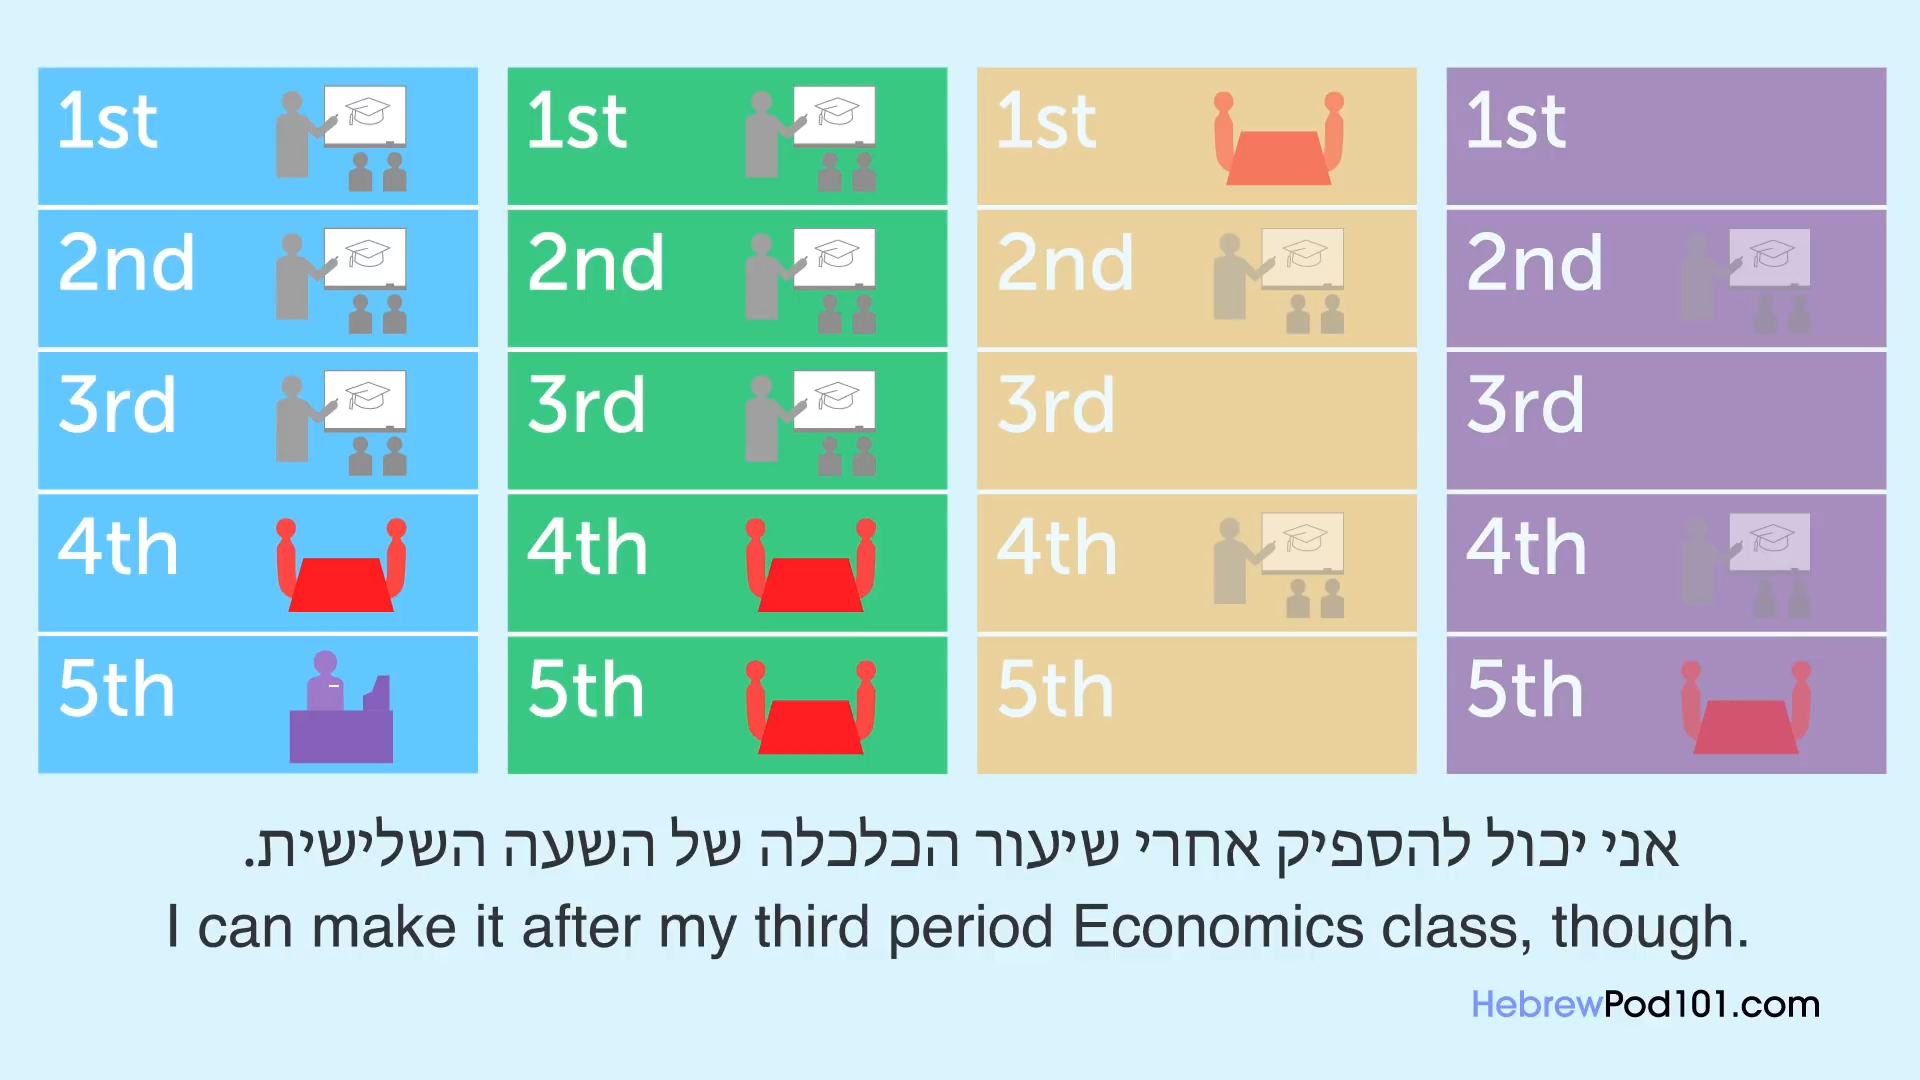 1st
2nd
3rd
4th
5th
1st
2nd
3rd
4th
5th
1st
2nd
3rd
4th
5th
1st
2nd
3rd
4th
5th
אני יכול להספיק אחרי שיעור הכלכלה של השעה השלישית.
I can make it after my third period Economics class, though.
HebrewPod101.com